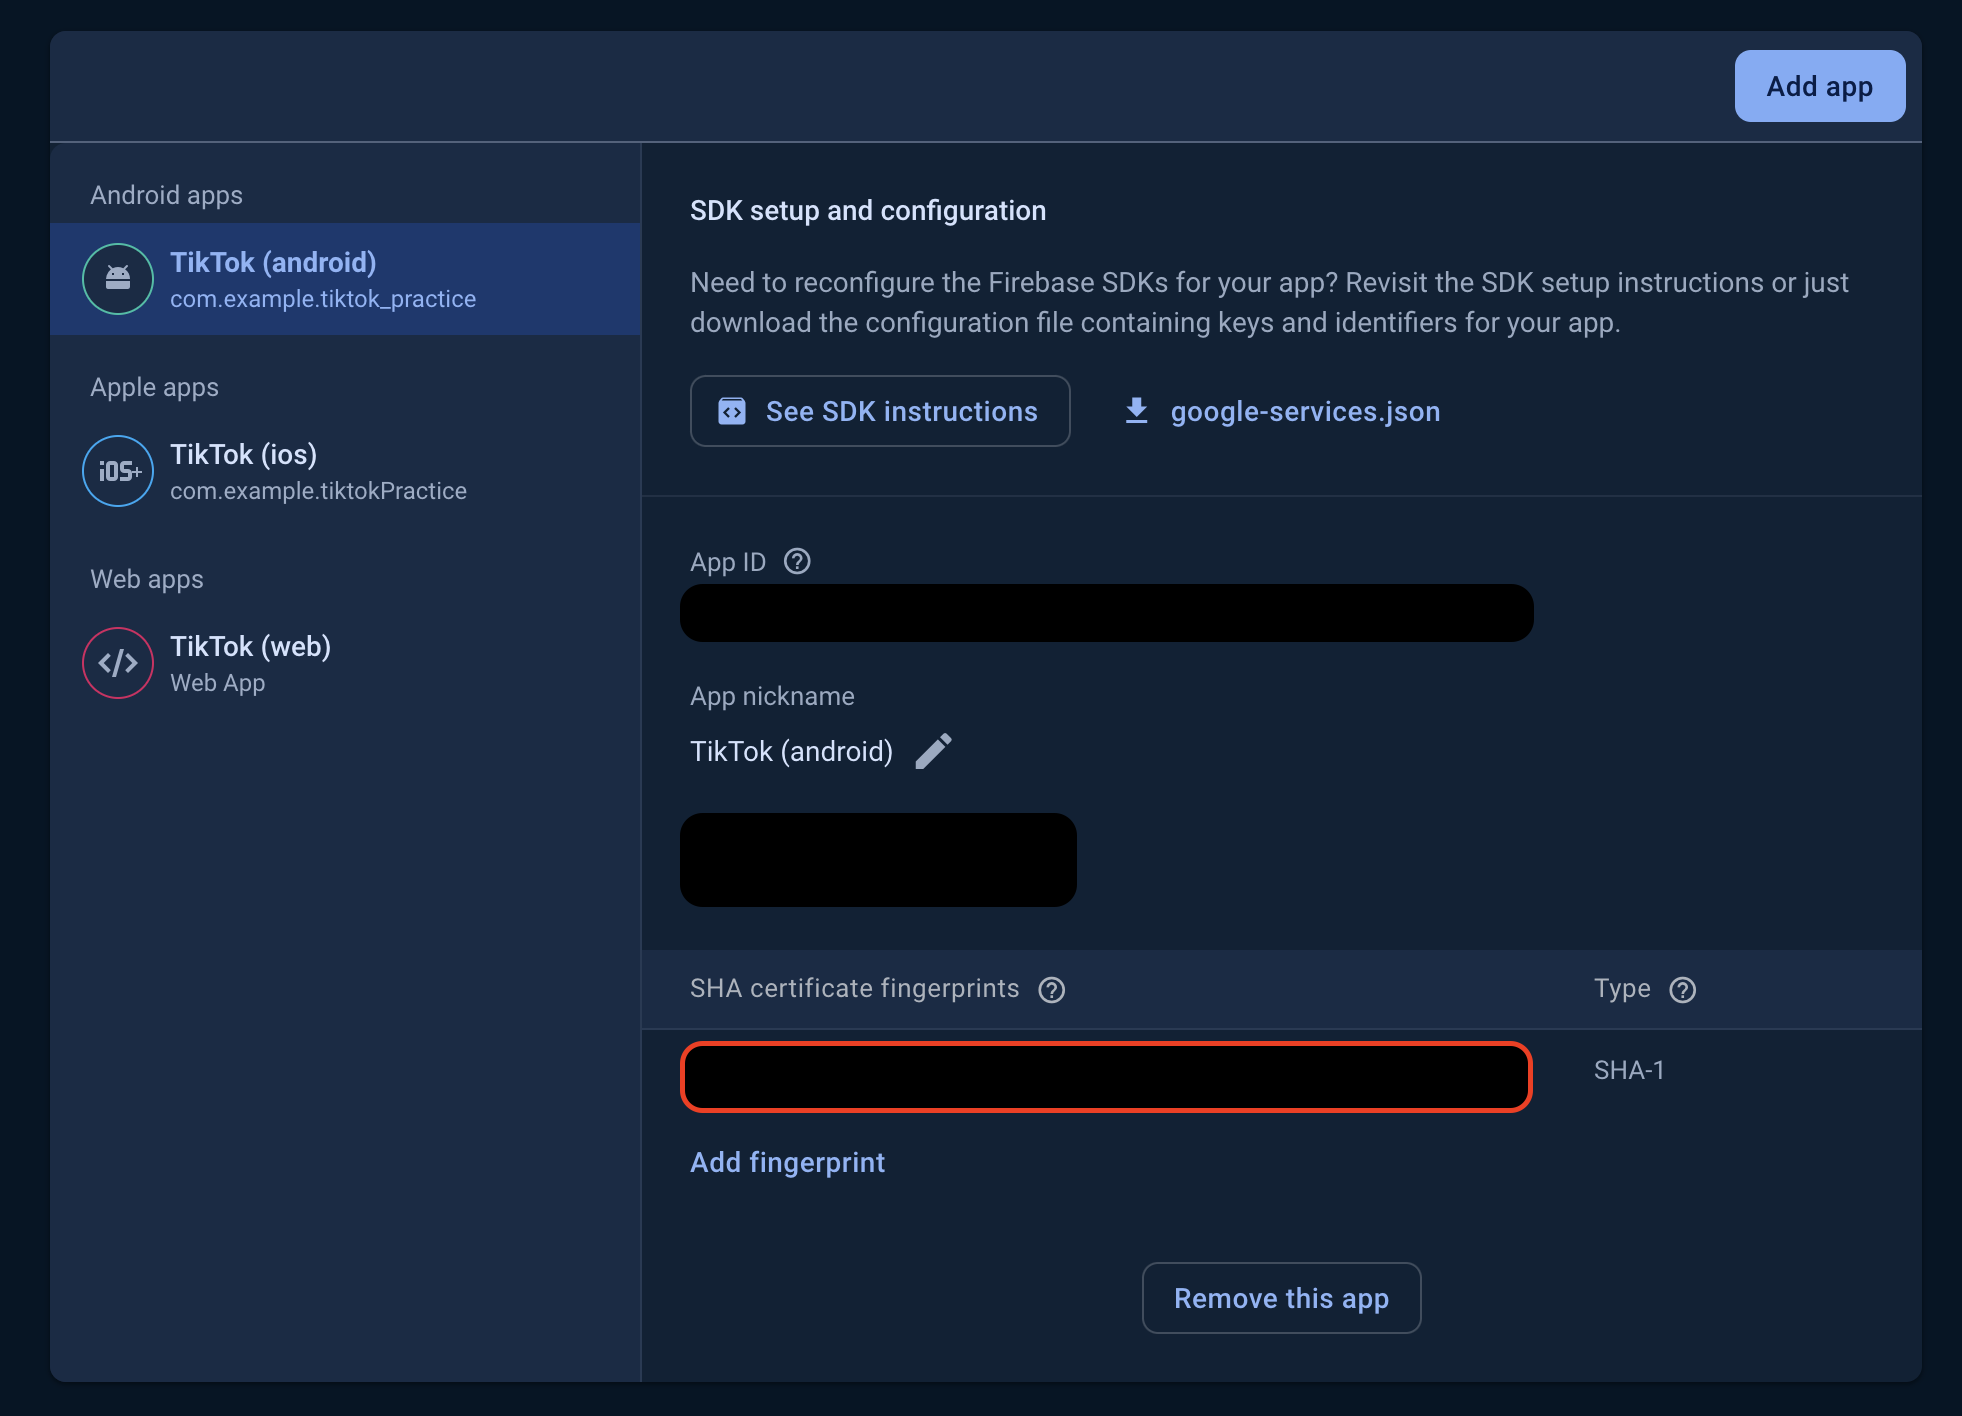 Add app
Android apps
TikTok (android)
com.example.tiktok_practice
Apple apps
iOS+
TikTok (ios)
com.example.tiktokPractice
Web apps
</>
TikTok (web)
Web App
SDK setup and configuration
Need to reconfigure the Firebase SDKs for your app? Revisit the SDK setup instructions or just
download the configuration file containing keys and identifiers for your app.
See SDK instructions
google-services.json
App ID
App nickname
TikTok (android)
SHA certificate fingerprints
Type
SHA-1
Add fingerprint
Remove this app